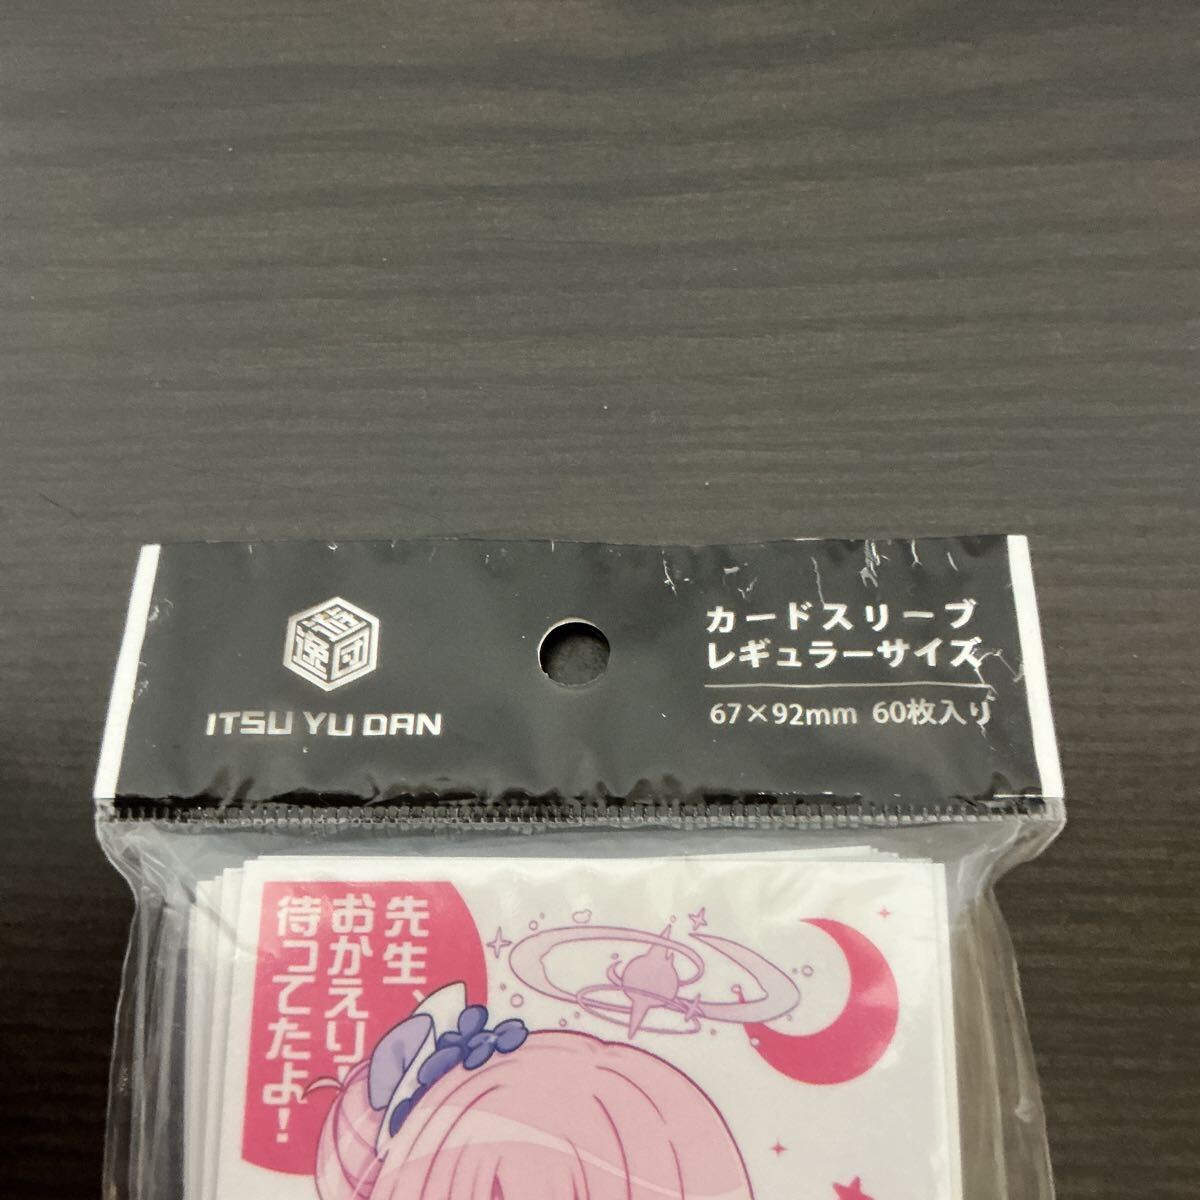 遊
逸団
ITSU YU DAN
カードスリーブ
レギュラーサイズ
67×92mm 60枚入り
先生、
おかえり!
待ってたよ!